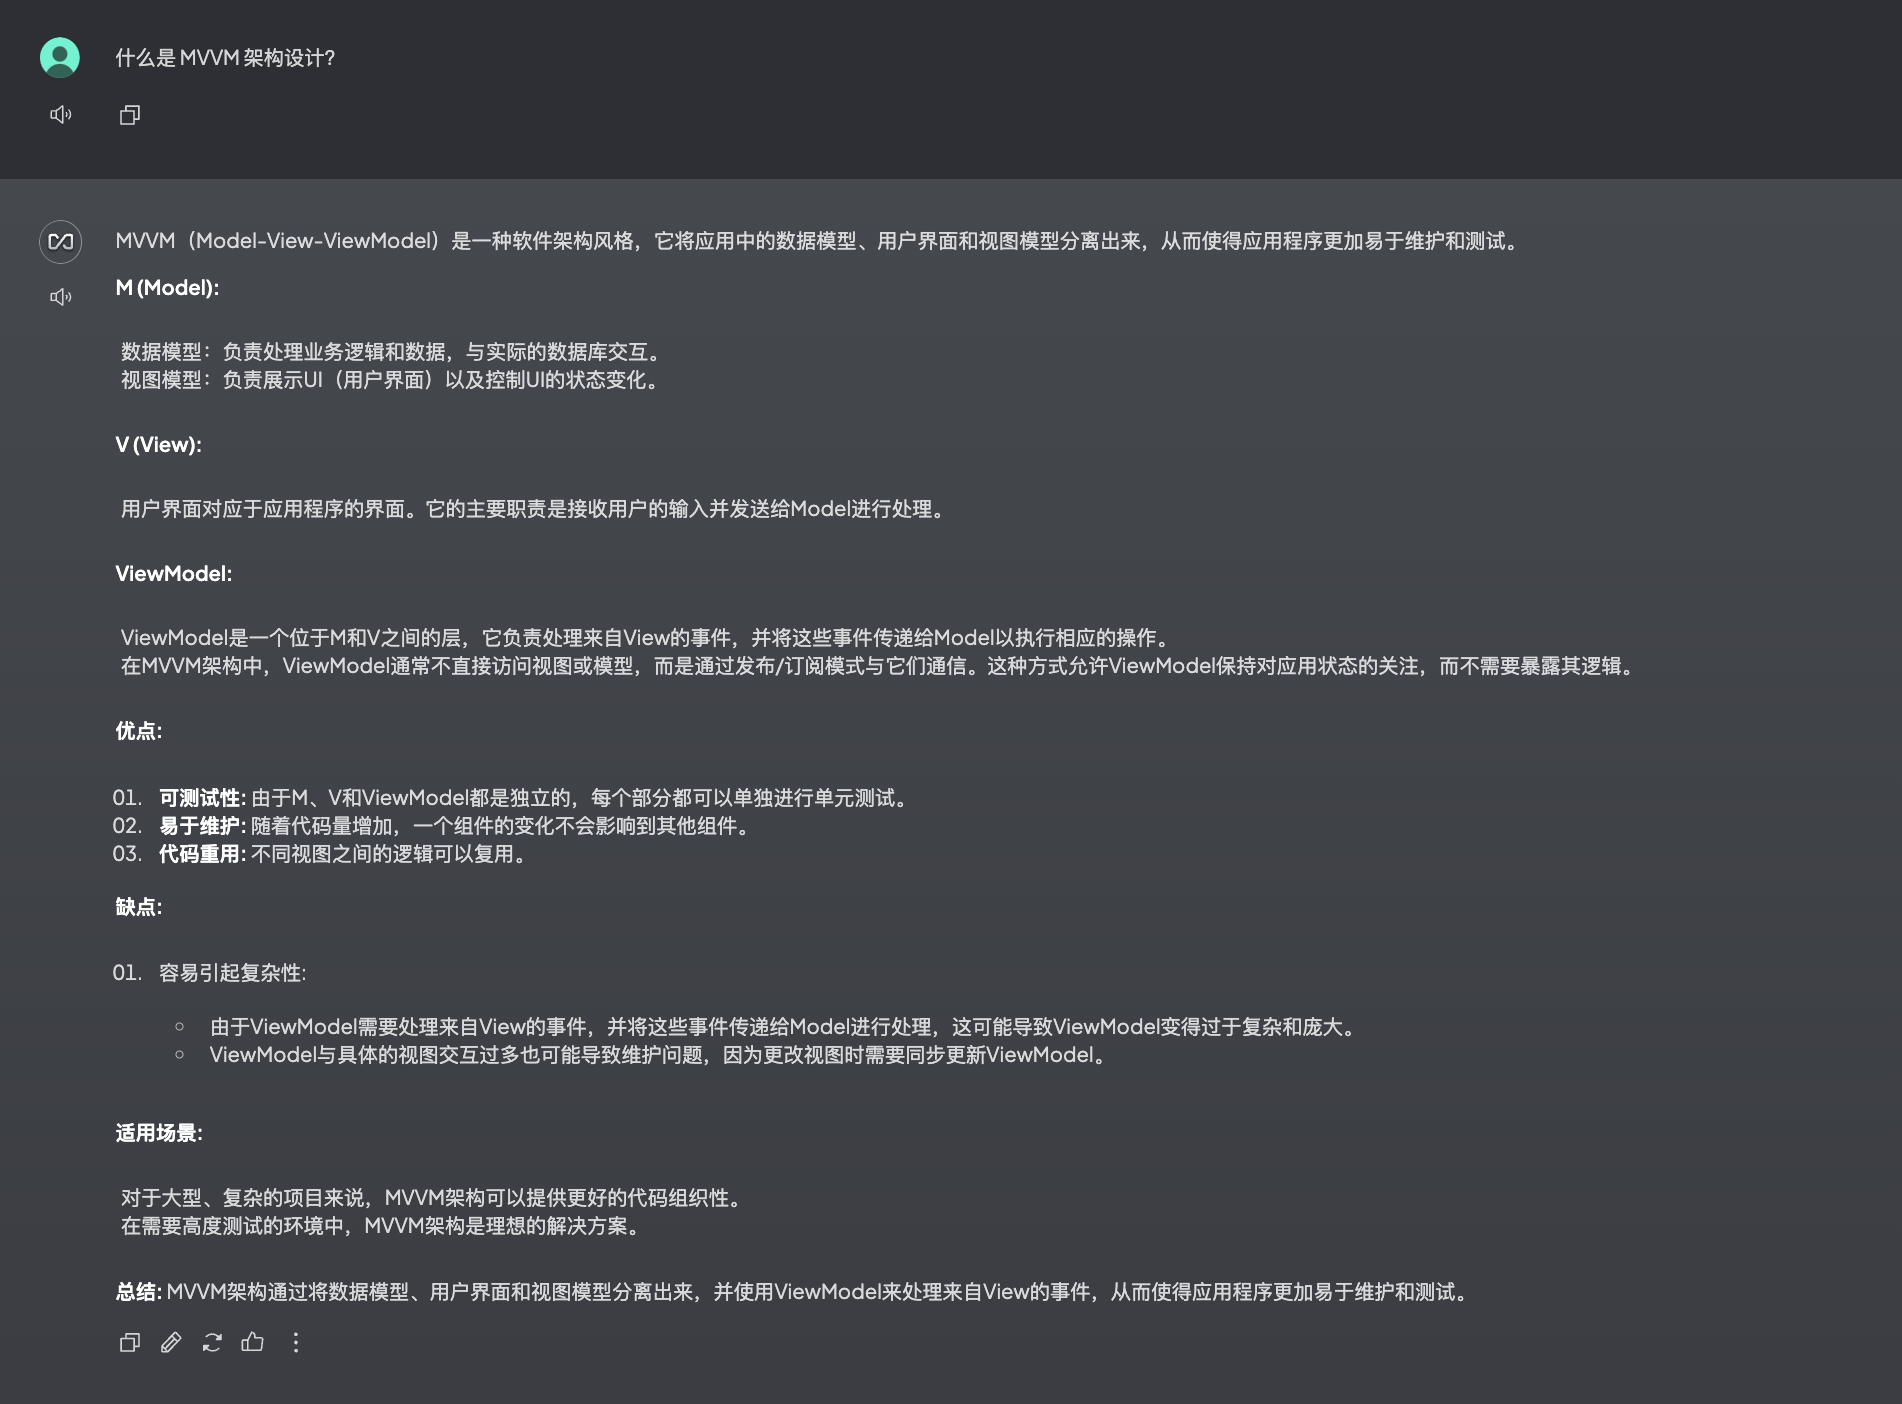 什么是 MVVM 架构设计?
MVVM（Model-View-ViewModel）是一种软件架构风格，它将应用中的数据模型、用户界面和视图模型分离出来，从而使得应用程序更加易于维护和测试。
M (Model):
数据模型：负责处理业务逻辑和数据，与实际的数据库交互。
视图模型：负责展示UI（用户界面）以及控制UI的状态变化。
V (View):
用户界面对应于应用程序的界面。它的主要职责是接收用户的输入并发送给Model进行处理。
ViewModel:
ViewModel是一个位于M和V之间的层，它负责处理来自View的事件，并将这些事件传递给Model以执行相应的操作。
在MVVM架构中，ViewModel通常不直接访问视图或模型，而是通过发布/订阅模式与它们通信。这种方式允许ViewModel保持对应用状态的关注，而不需要暴露其逻辑。
优点:
01. 可测试性: 由于M、V和ViewModel都是独立的，每个部分都可以单独进行单元测试。
02. 易于维护: 随着代码量增加，一个组件的变化不会影响到其他组件。
03. 代码重用: 不同视图之间的逻辑可以复用。
缺点:
01. 容易引起复杂性:
○ 由于ViewModel需要处理来自View的事件，并将这些事件传递给Model进行处理，这可能导致ViewModel变得过于复杂和庞大。
○ ViewModel与具体的视图交互过多也可能导致维护问题，因为更改视图时需要同步更新ViewModel。
适用场景:
对于大型、复杂的项目来说，MVVM架构可以提供更好的代码组织性。
在需要高度测试的环境中，MVVM架构是理想的解决方案。
总结: MVVM架构通过将数据模型、用户界面和视图模型分离出来，并使用ViewModel来处理来自View的事件，从而使得应用程序更加易于维护和测试。